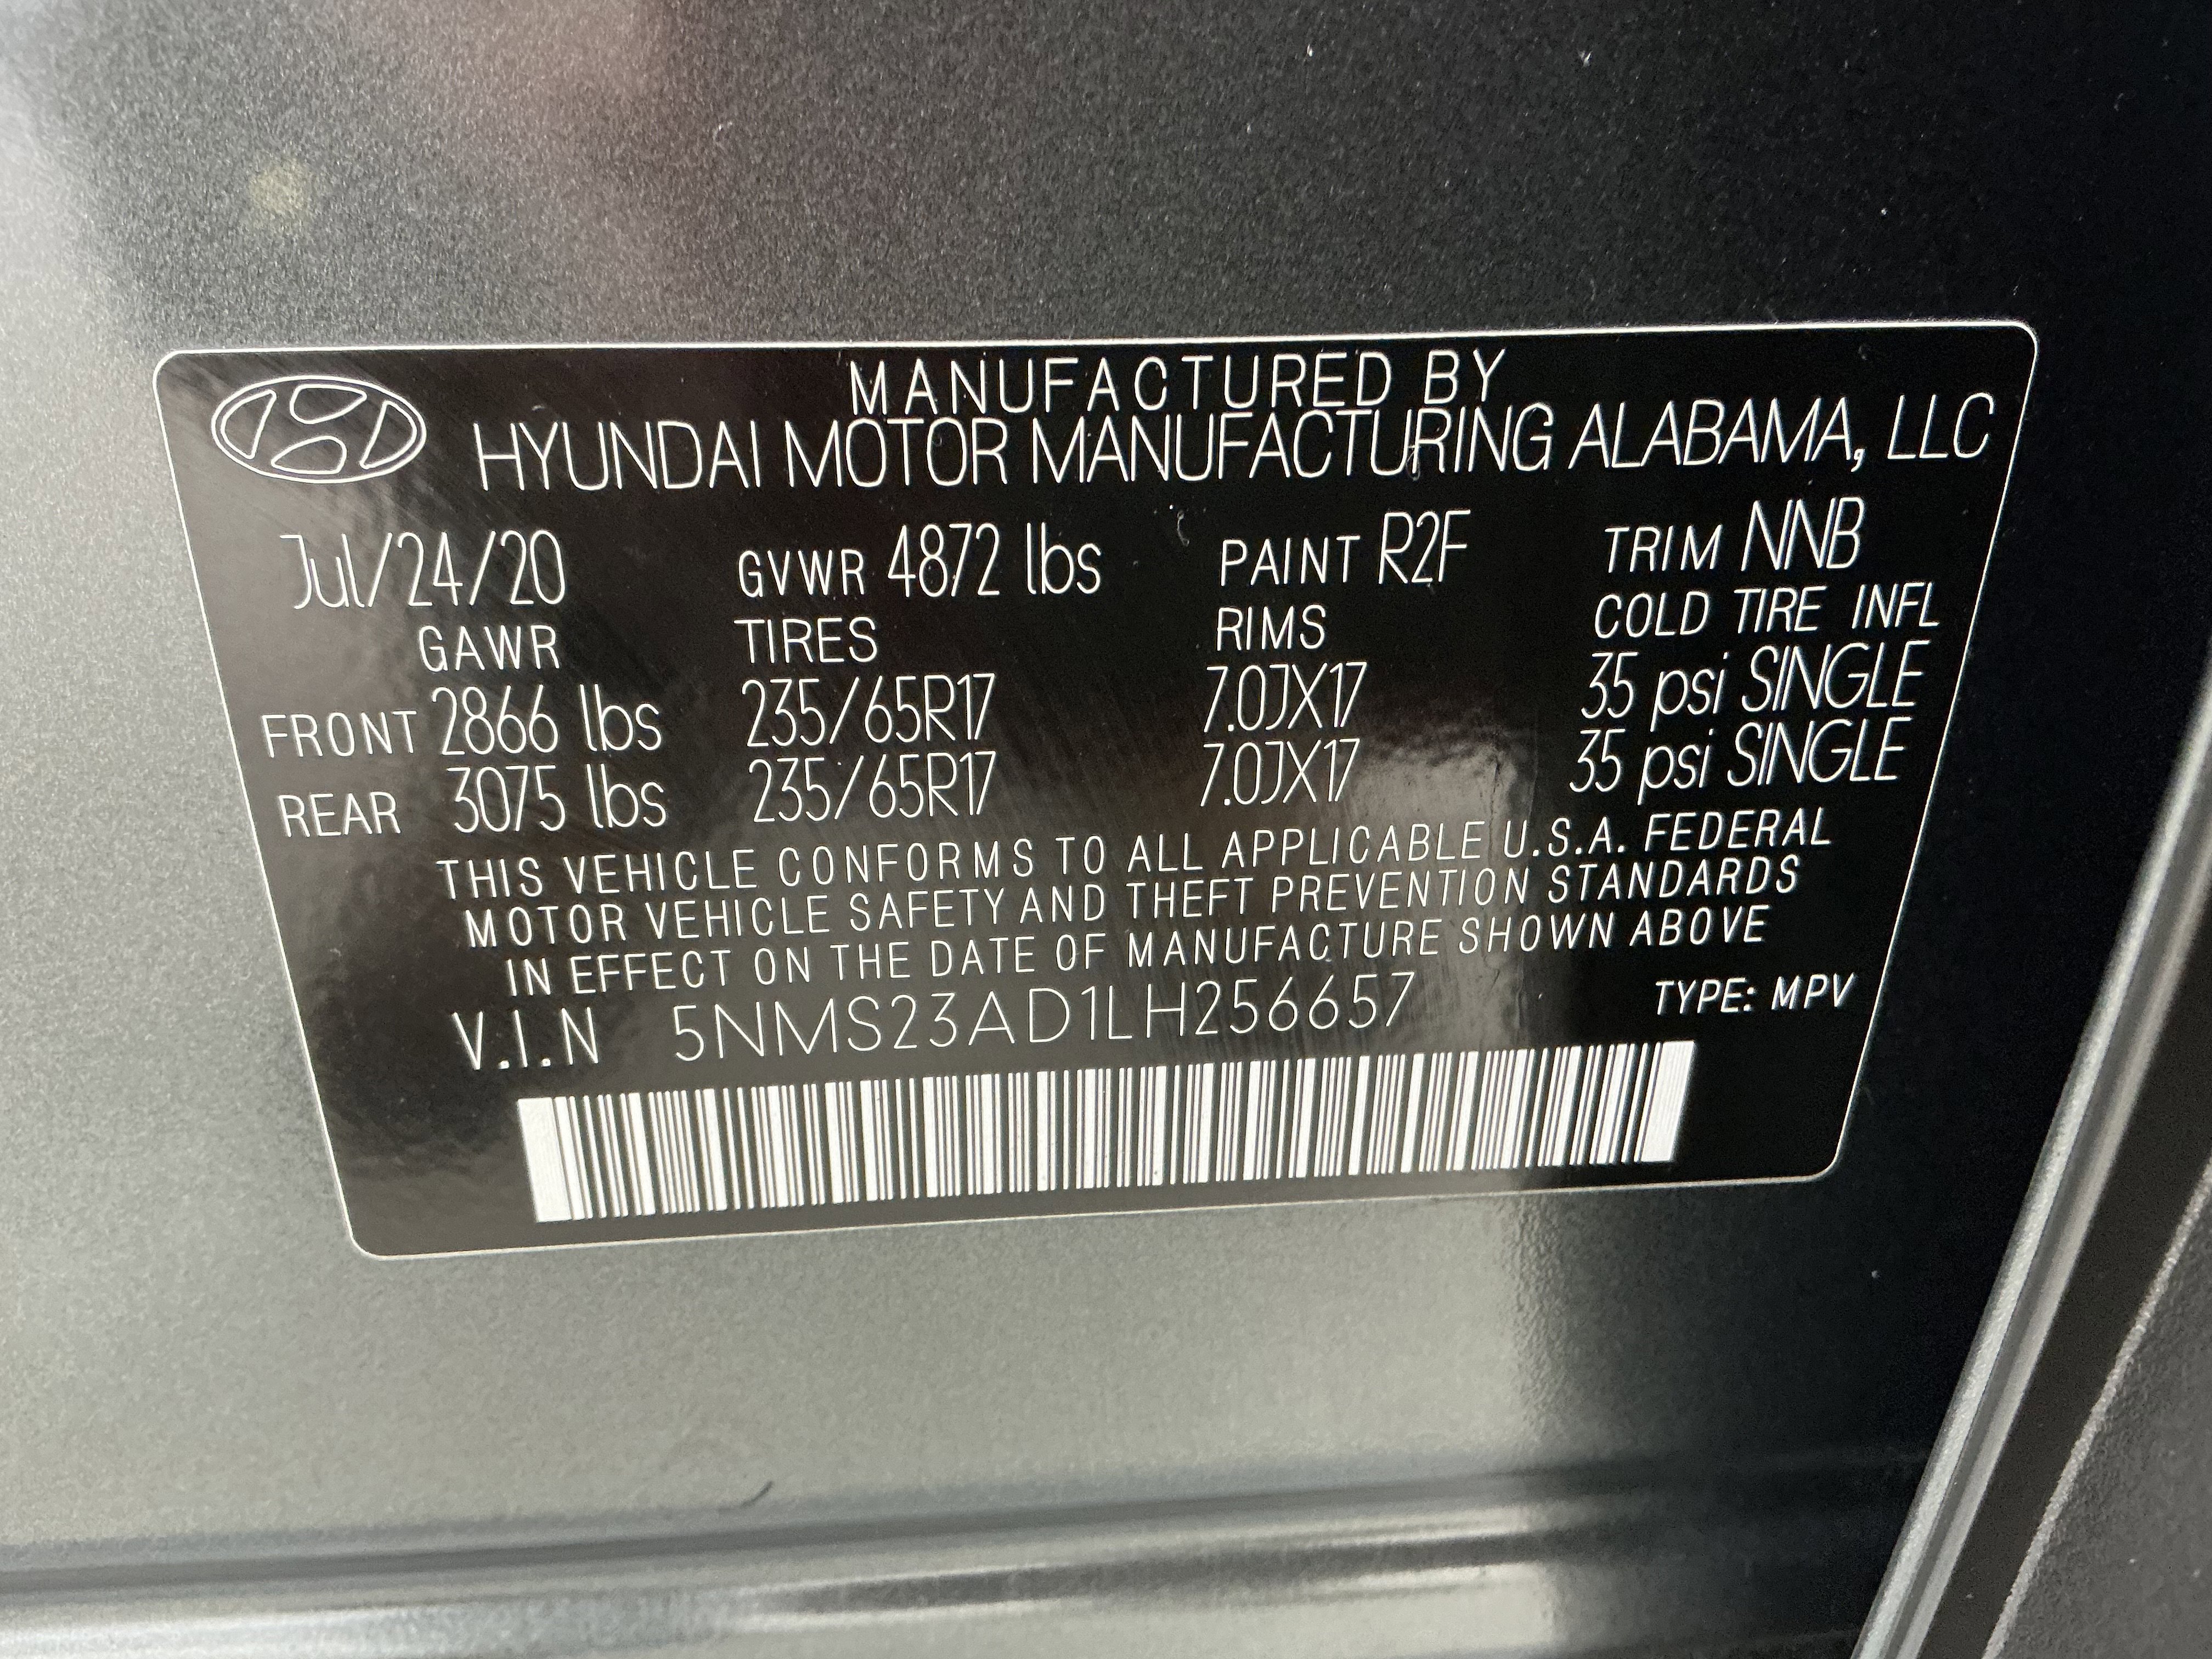 MANUFACTURED BY
HYUNDAI MOTOR MANUFACTURING ALABAMA, LLC
Jul/24/20 GVWR 4872 lbs PAINT R2F TRIM NNB
GAWR TIRES RIMS COLD TIRE INFL
FRONT 2866 lbs 235/65R17 7.0JX17 35 psi SINGLE
REAR 3075 lbs 235/65R17 7.0JX17 35 psi SINGLE
THIS VEHICLE CONFORMS TO ALL APPLICABLE U.S.A. FEDERAL
MOTOR VEHICLE SAFETY AND THEFT PREVENTION STANDARDS
IN EFFECT ON THE DATE OF MANUFACTURE SHOWN ABOVE
V.I.N 5NMS23AD1LH256657 TYPE: MPV